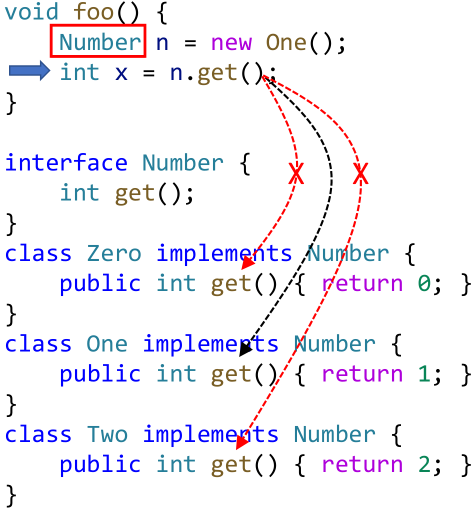 void foo() {
    Number n = new One();
    int x = n.get();
}
interface Number {
    int get();
}
class Zero implements Number {
    public int get() { return 0; }
}
class One implements Number {
    public int get() { return 1; }
}
class Two implements Number {
    public int get() { return 2; }
}